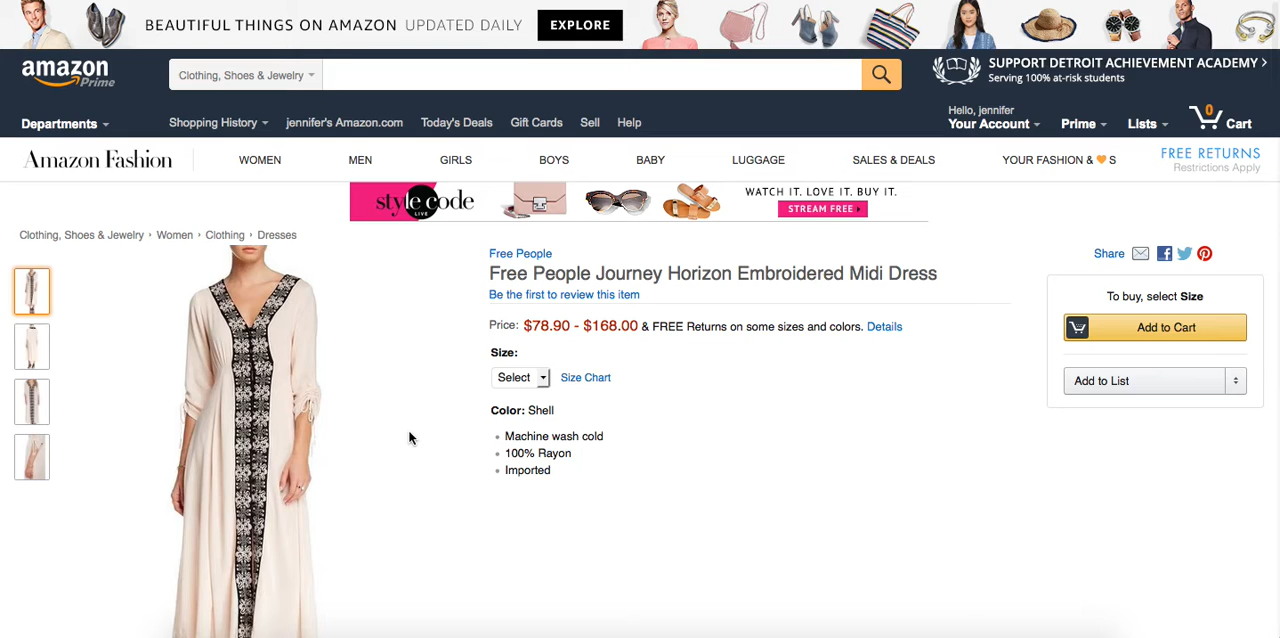 BEAUTIFUL THINGS ON AMAZON UPDATED DAILY EXPLORE
amazon Prime
Clothing, Shoes & Jewelry
SUPPORT DETROIT ACHIEVEMENT ACADEMY >
Serving 100% at-risk students
Departments
Shopping History
jennifer's Amazon.com
Today's Deals
Gift Cards
Sell
Help
Hello, jennifer
Your Account
Prime
Lists
0
Cart
Amazon Fashion
WOMEN
MEN
GIRLS
BOYS
BABY
LUGGAGE
SALES & DEALS
YOUR FASHION & 🧡 S
FREE RETURNS
Restrictions Apply
style code
LIVE
WATCH IT. LOVE IT. BUY IT.
STREAM FREE
Clothing, Shoes & Jewelry › Women › Clothing › Dresses
Free People
Free People Journey Horizon Embroidered Midi Dress
Be the first to review this item
Price: $78.90 - $168.00 & FREE Returns on some sizes and colors. Details
Size:
Select
Size Chart
Color: Shell
• Machine wash cold
• 100% Rayon
• Imported
Share
To buy, select Size
Add to Cart
Add to List